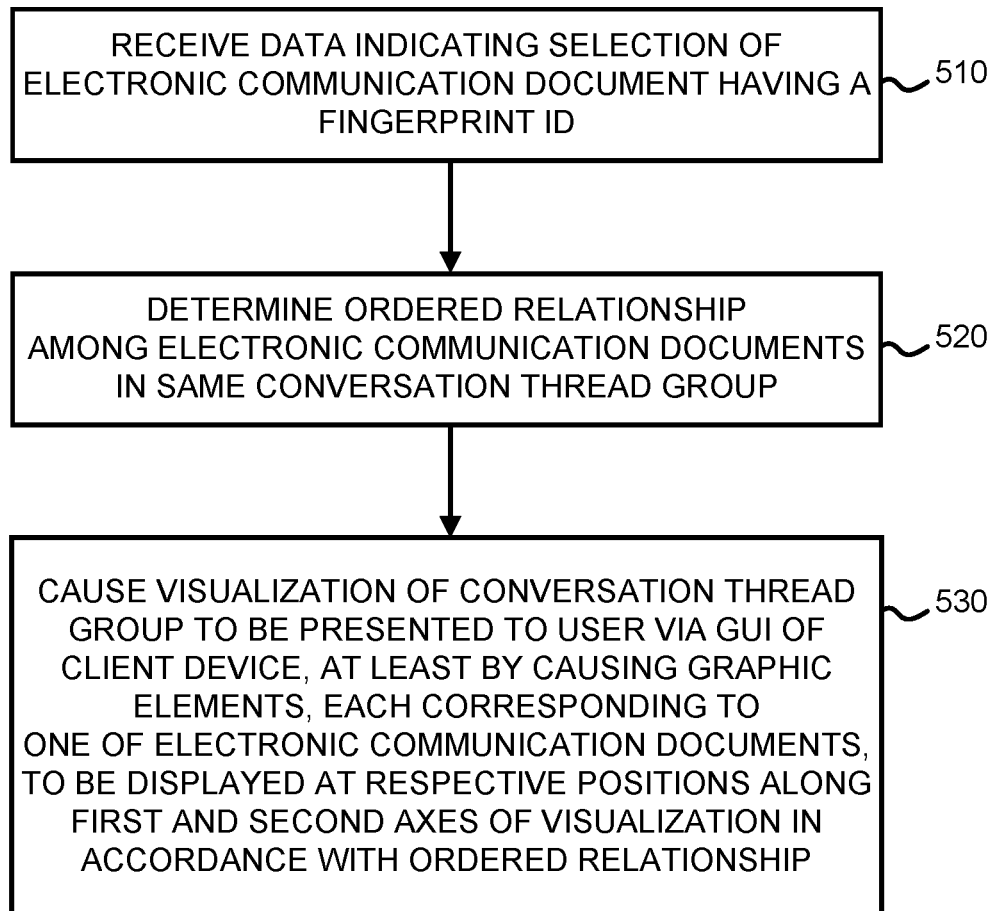 RECEIVE DATA INDICATING SELECTION OF
ELECTRONIC COMMUNICATION DOCUMENT HAVING A
FINGERPRINT ID
510
DETERMINE ORDERED RELATIONSHIP
AMONG ELECTRONIC COMMUNICATION DOCUMENTS
IN SAME CONVERSATION THREAD GROUP
520
CAUSE VISUALIZATION OF CONVERSATION THREAD
GROUP TO BE PRESENTED TO USER VIA GUI OF
CLIENT DEVICE, AT LEAST BY CAUSING GRAPHIC
ELEMENTS, EACH CORRESPONDING TO
ONE OF ELECTRONIC COMMUNICATION DOCUMENTS,
TO BE DISPLAYED AT RESPECTIVE POSITIONS ALONG
FIRST AND SECOND AXES OF VISUALIZATION IN
ACCORDANCE WITH ORDERED RELATIONSHIP
530